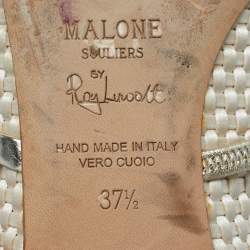 MALONE
SOULIERS
BY
Roy Luwolt
HAND MADE IN ITALY
VERO CUOIO
37½